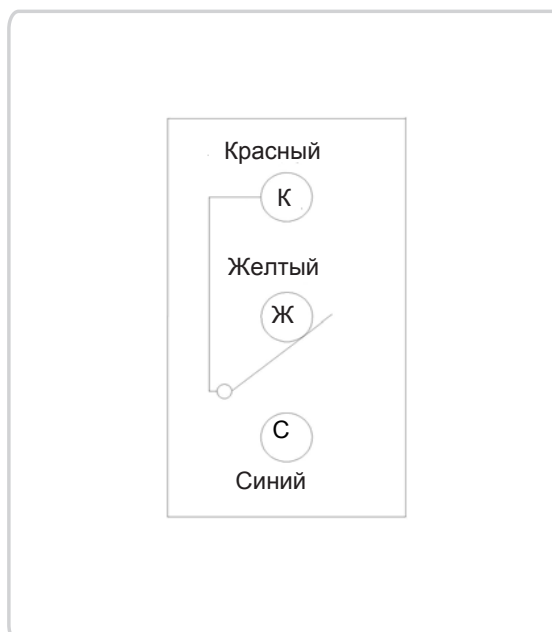 Красный
К
Желтый
Ж
С
Синий